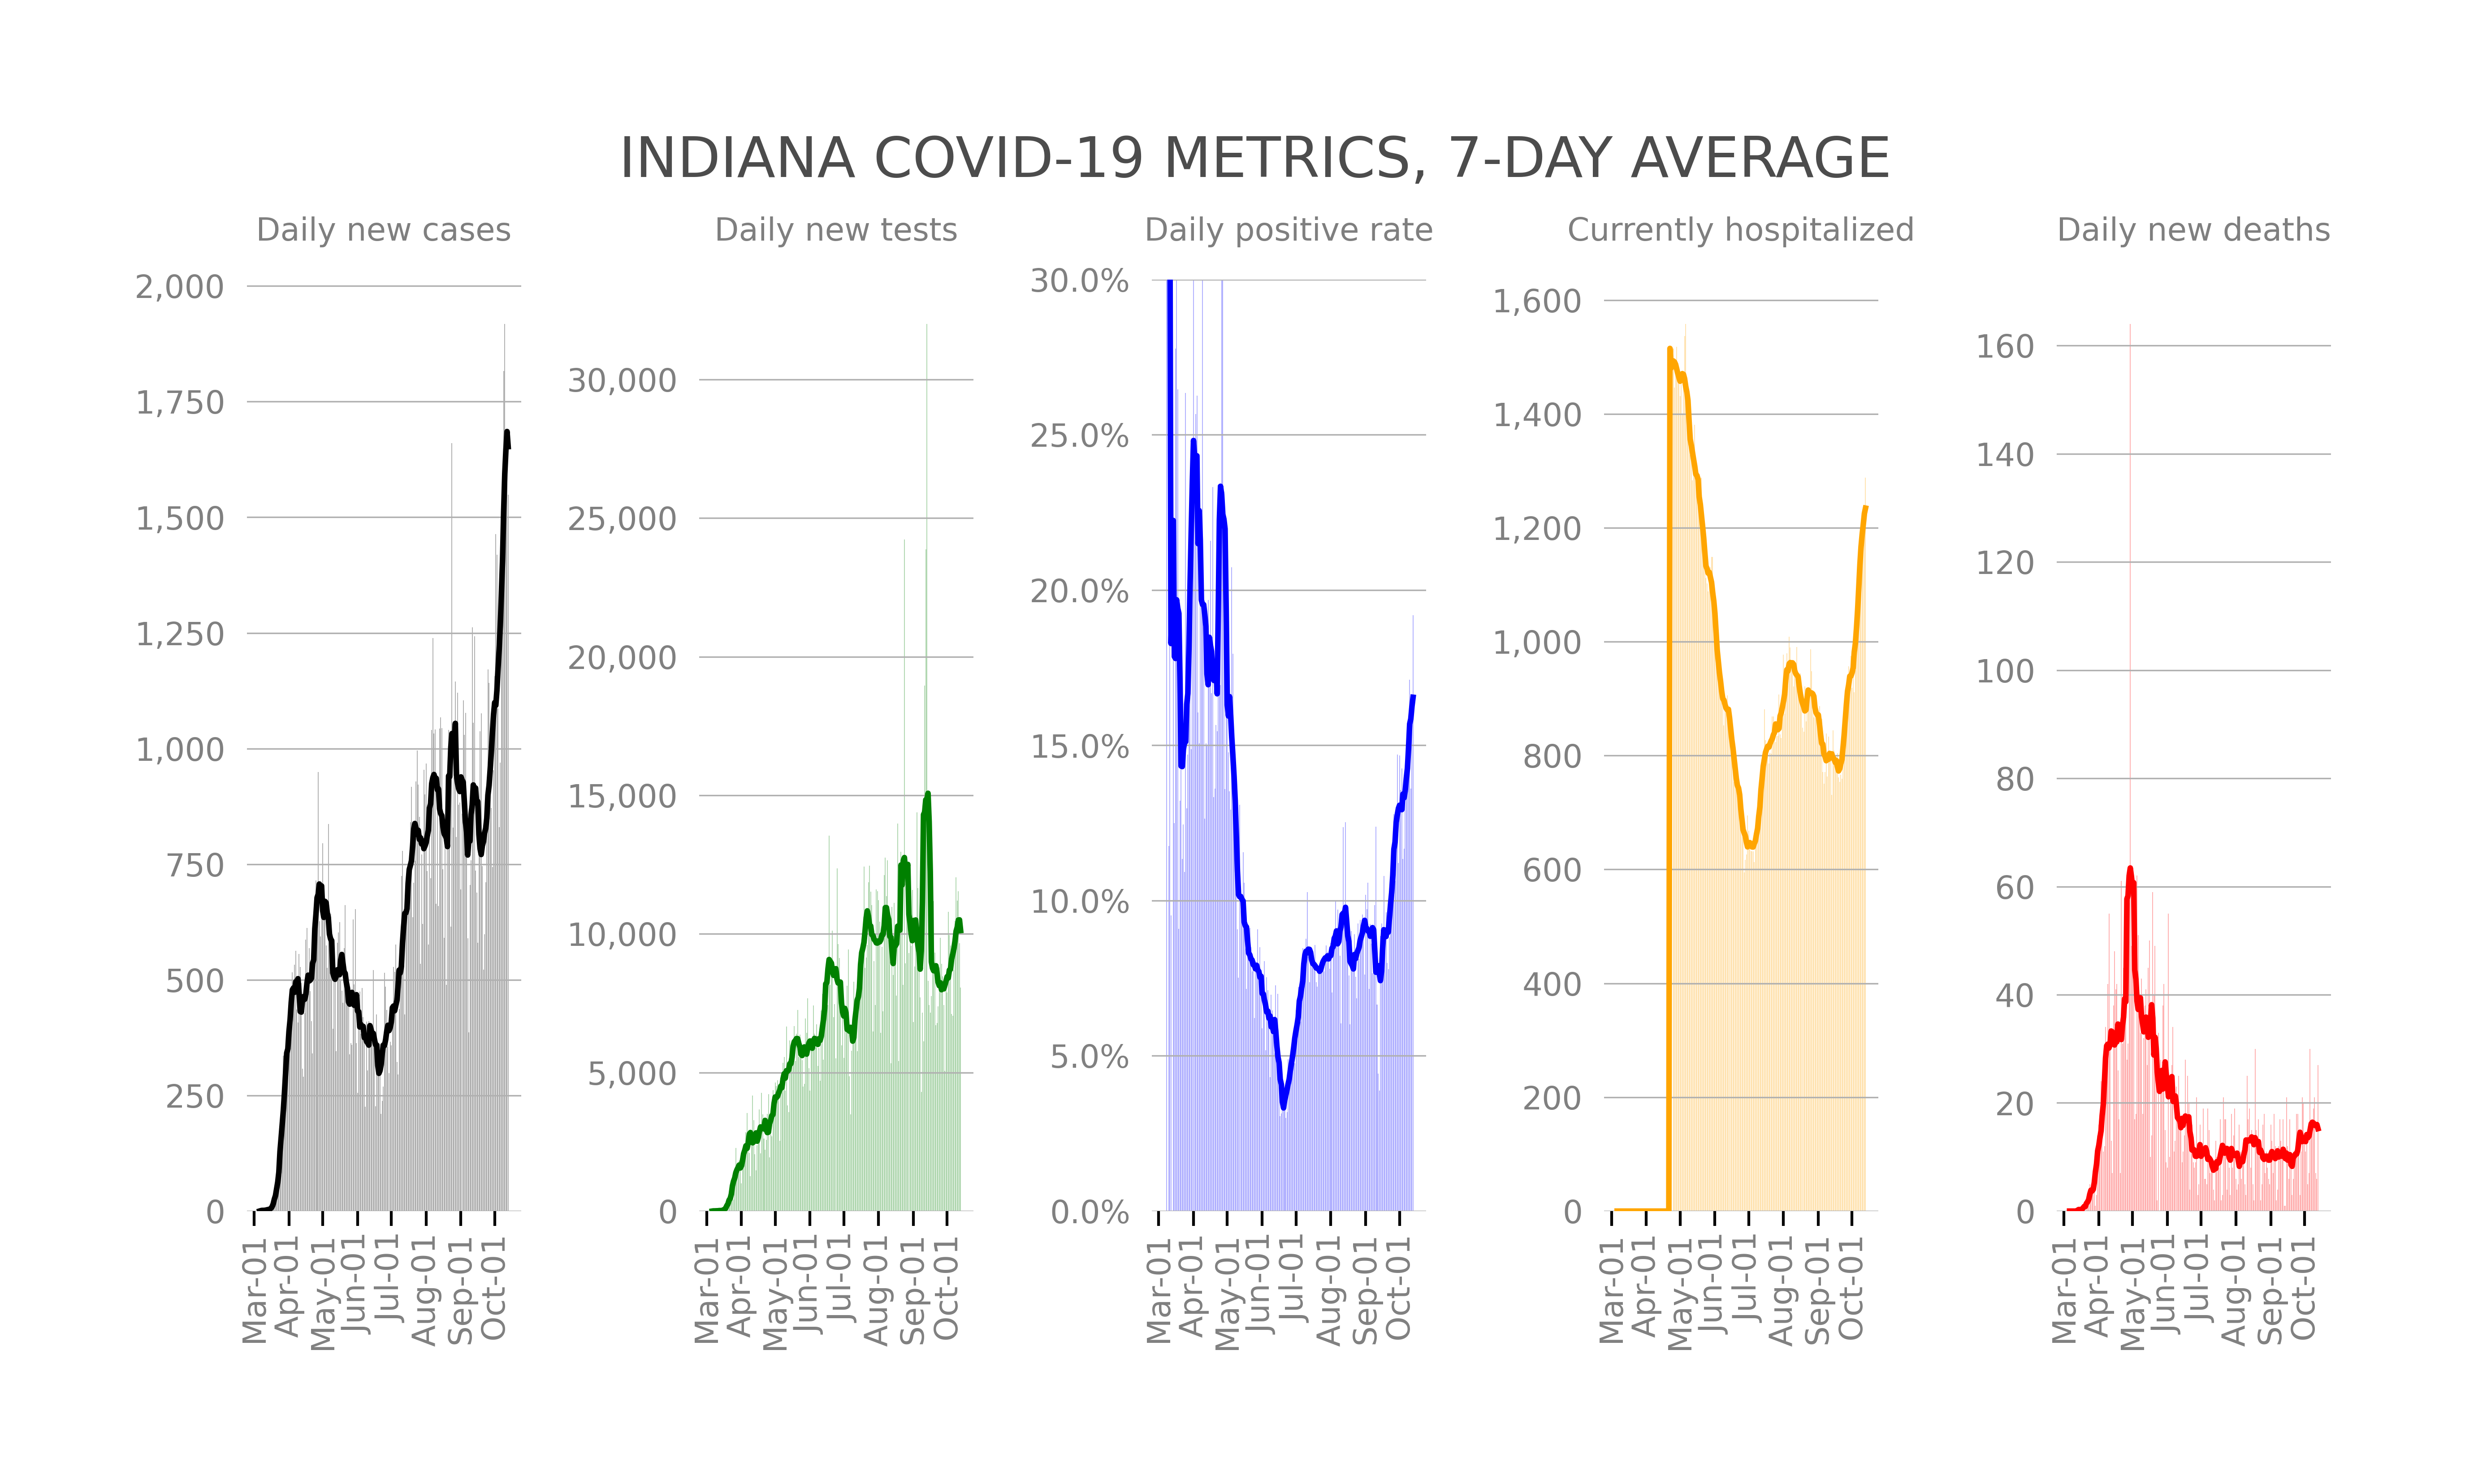 INDIANA COVID-19 METRICS, 7-DAY AVERAGE
Daily new cases
2,000
1,750
1,500
1,250
1,000
750
500
250
0
Mar-01
Apr-01
May-01
Jun-01
Jul-01
Aug-01
Sep-01
Oct-01
Daily new tests
30,000
25,000
20,000
15,000
10,000
5,000
0
Mar-01
Apr-01
May-01
Jun-01
Jul-01
Aug-01
Sep-01
Oct-01
Daily positive rate
30.0%
25.0%
20.0%
15.0%
10.0%
5.0%
0.0%
Mar-01
Apr-01
May-01
Jun-01
Jul-01
Aug-01
Sep-01
Oct-01
Currently hospitalized
1,600
1,400
1,200
1,000
800
600
400
200
0
Mar-01
Apr-01
May-01
Jun-01
Jul-01
Aug-01
Sep-01
Oct-01
Daily new deaths
160
140
120
100
80
60
40
20
0
Mar-01
Apr-01
May-01
Jun-01
Jul-01
Aug-01
Sep-01
Oct-01